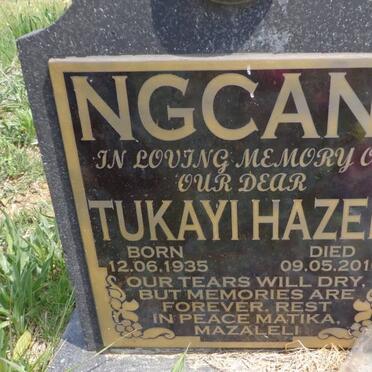 NGCAN
IN LOVING MEMORY O
OUR DEAR
TUKAYI HAZE
BORN DIED
12.06.1935 09.05.201
OUR TEARS WILL DRY,
BUT MEMORIES ARE
FOREVER. REST
IN PEACE MATIKA,
MAZALELI